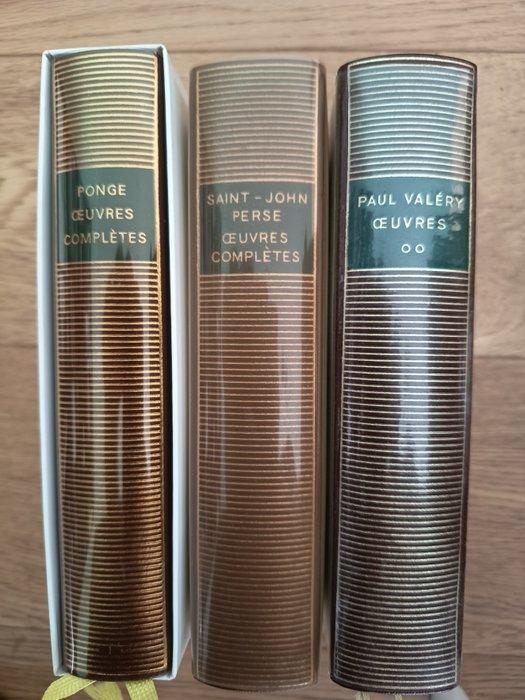 PONGE
ŒUVRES
COMPLÈTES
SAINT-JOHN
PERSE
ŒUVRES
COMPLÈTES
PAUL VALÉRY
ŒUVRES
○○